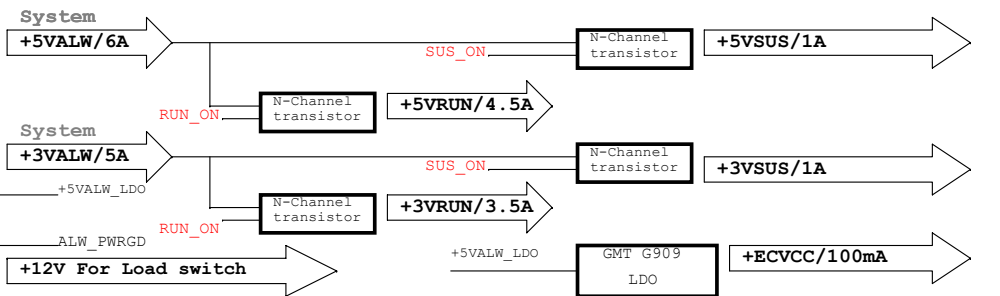 System
+5VALW/6A
SUS_ON
N-Channel
transistor
+5VSUS/1A
RUN_ON
N-Channel
transistor
+5VRUN/4.5A
System
+3VALW/5A
SUS_ON
N-Channel
transistor
+3VSUS/1A
+5VALW_LDO
RUN_ON
N-Channel
transistor
+3VRUN/3.5A
ALW_PWRGD
+12V For Load switch
+5VALW_LDO
GMT G909
LDO
+ECVCC/100mA